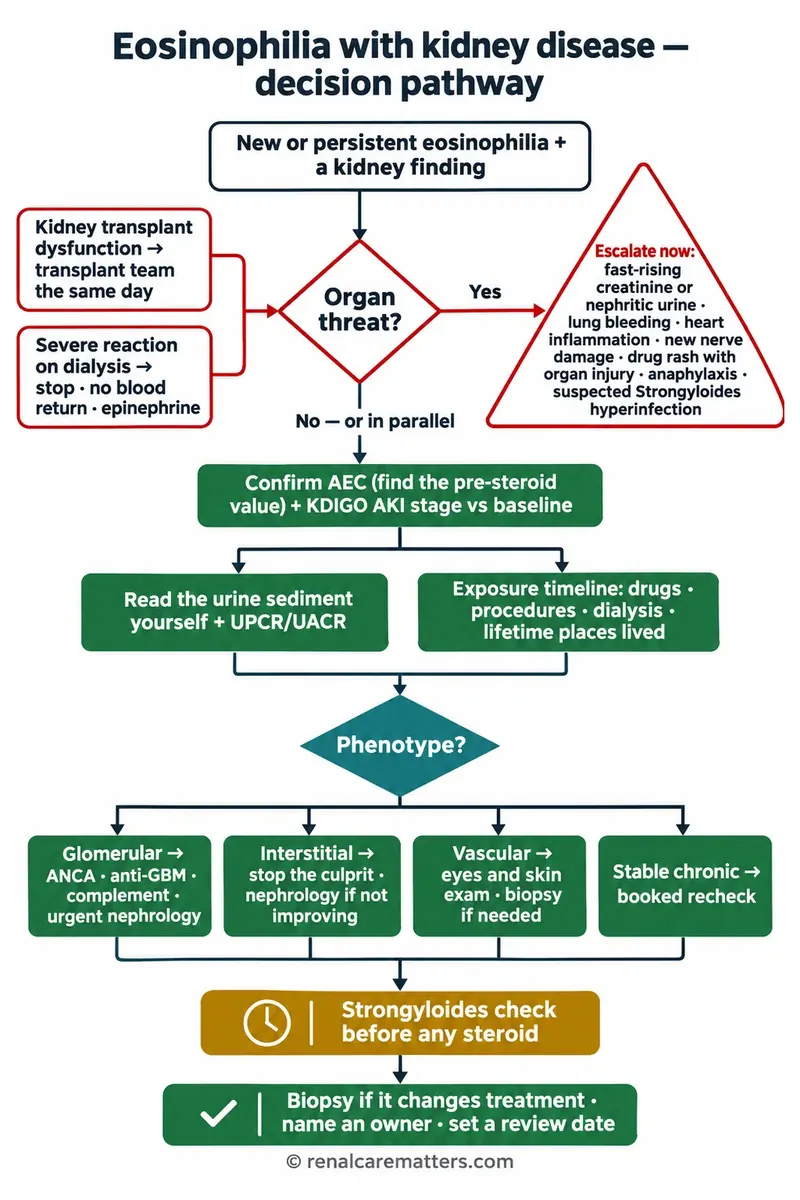 Eosinophilia with kidney disease —
decision pathway
New or persistent eosinophilia +
a kidney finding
Kidney transplant
dysfunction →
transplant team
the same day
Severe reaction
on dialysis →
stop · no blood
return · epinephrine
Organ
threat?
Yes
Escalate now:
fast-rising
creatinine or
nephritic urine ·
lung bleeding · heart
inflammation · new nerve
damage · drug rash with
organ injury · anaphylaxis ·
suspected Strongyloides
hyperinfection
No — or in parallel
Confirm AEC (find the pre-steroid
value) + KDIGO AKI stage vs baseline
Read the urine sediment
yourself + UPCR/UACR
Exposure timeline: drugs ·
procedures · dialysis ·
lifetime places lived
Phenotype?
Glomerular →
ANCA · anti-GBM ·
complement ·
urgent nephrology
Interstitial →
stop the culprit ·
nephrology if not
improving
Vascular →
eyes and skin
exam · biopsy
if needed
Stable chronic →
booked recheck
Strongyloides check
before any steroid
Biopsy if it changes treatment ·
name an owner · set a review date
© renalcarematters.com